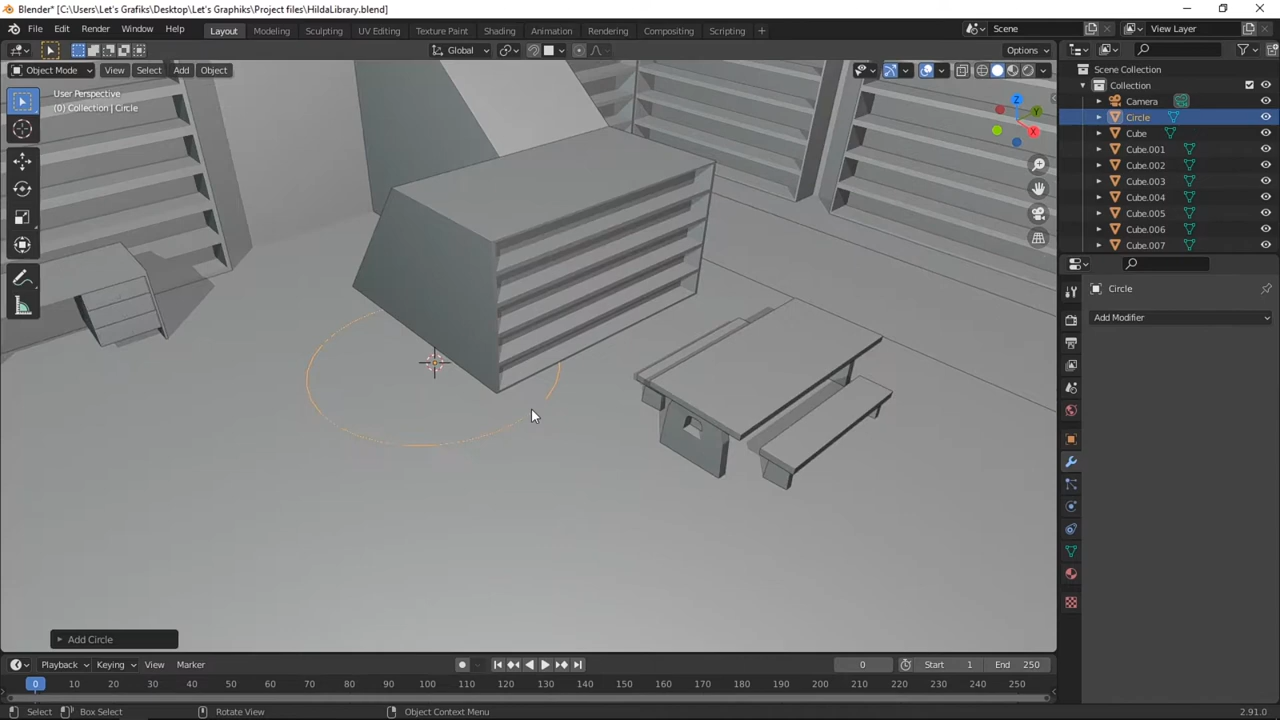 Blender* [C:\Users\Let's Grafiks\Desktop\Let's Graphiks\Project files\HildaLibrary.blend]
File Edit Render Window Help Layout Modeling Sculpting UV Editing Texture Paint Shading Animation Rendering Compositing Scripting + Scene View Layer
Global Options
Object Mode View Select Add Object
User Perspective
(0) Collection | Circle
Z
Y
X
Scene Collection
Collection
Camera
Circle
Cube
Cube.001
Cube.002
Cube.003
Cube.004
Cube.005
Cube.006
Cube.007
Circle
Add Modifier
Add Circle
Playback Keying View Marker 0 Start 1 End 250
0 10 20 30 40 50 60 70 80 90 100 110 120 130 140 150 160 170 180 190 200 210 220 230 240 250
Select Box Select Rotate View Object Context Menu 2.91.0